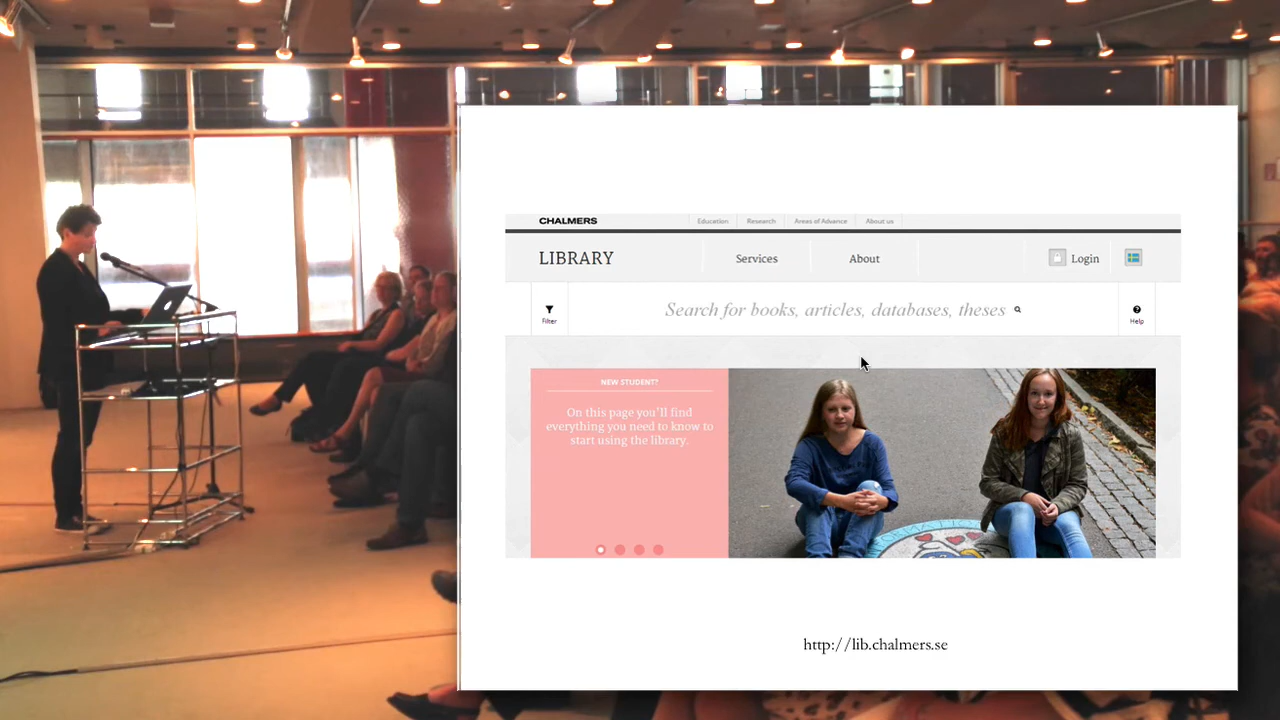 CHALMERS
Education
Research
Areas of Advance
About us
LIBRARY
Services
About
Login
Filter
Search for books, articles, databases, theses
Help
NEW STUDENT?
On this page you'll find
everything you need to know to
start using the library.
http://lib.chalmers.se